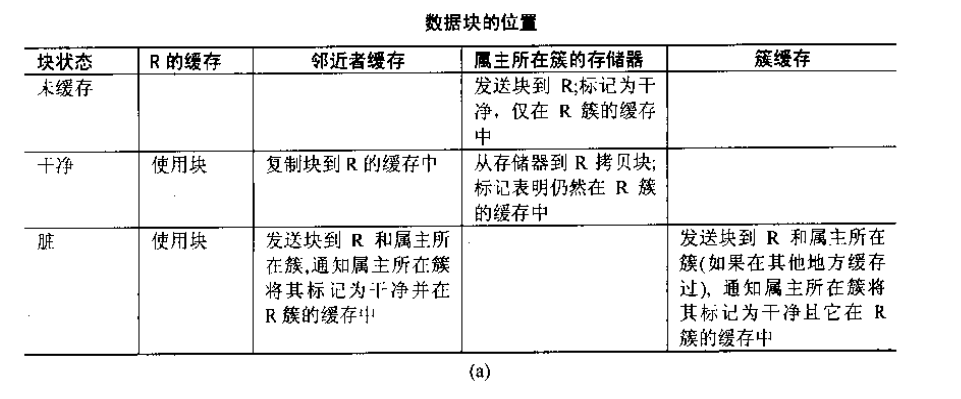 数据块的位置
块状态
R 的缓存
邻近者缓存
属主所在簇的存储器
簇缓存
未缓存
发送块到 R;标记为干
净，仅在 R 簇的缓存
中
干净
使用块
复制块到 R 的缓存中
从存储器到 R 拷贝块;
标记表明仍然在 R 簇
的缓存中
脏
使用块
发送块到 R 和属主所
在簇,通知属主所在簇
将其标记为干净并在
R 簇的缓存中
发送块到 R 和属主所在
簇(如果在其他地方缓存
过), 通知属主所在簇将
其标记为干净且它在 R
簇的缓存中
(a)